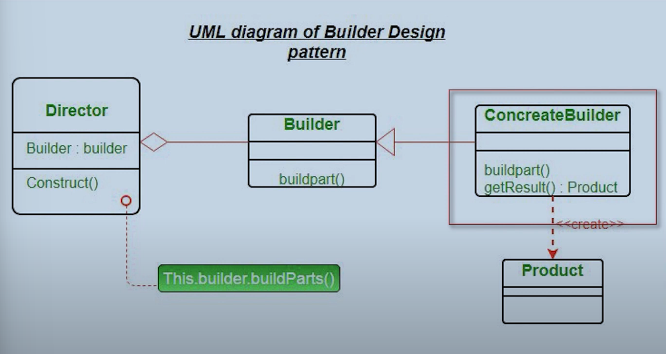 UML diagram of Builder Design
pattern
Director
Builder : builder
Construct()
Builder
buildpart()
ConcreateBuilder
buildpart()
getResult() : Product
<<create>>
Product
This.builder.buildParts()